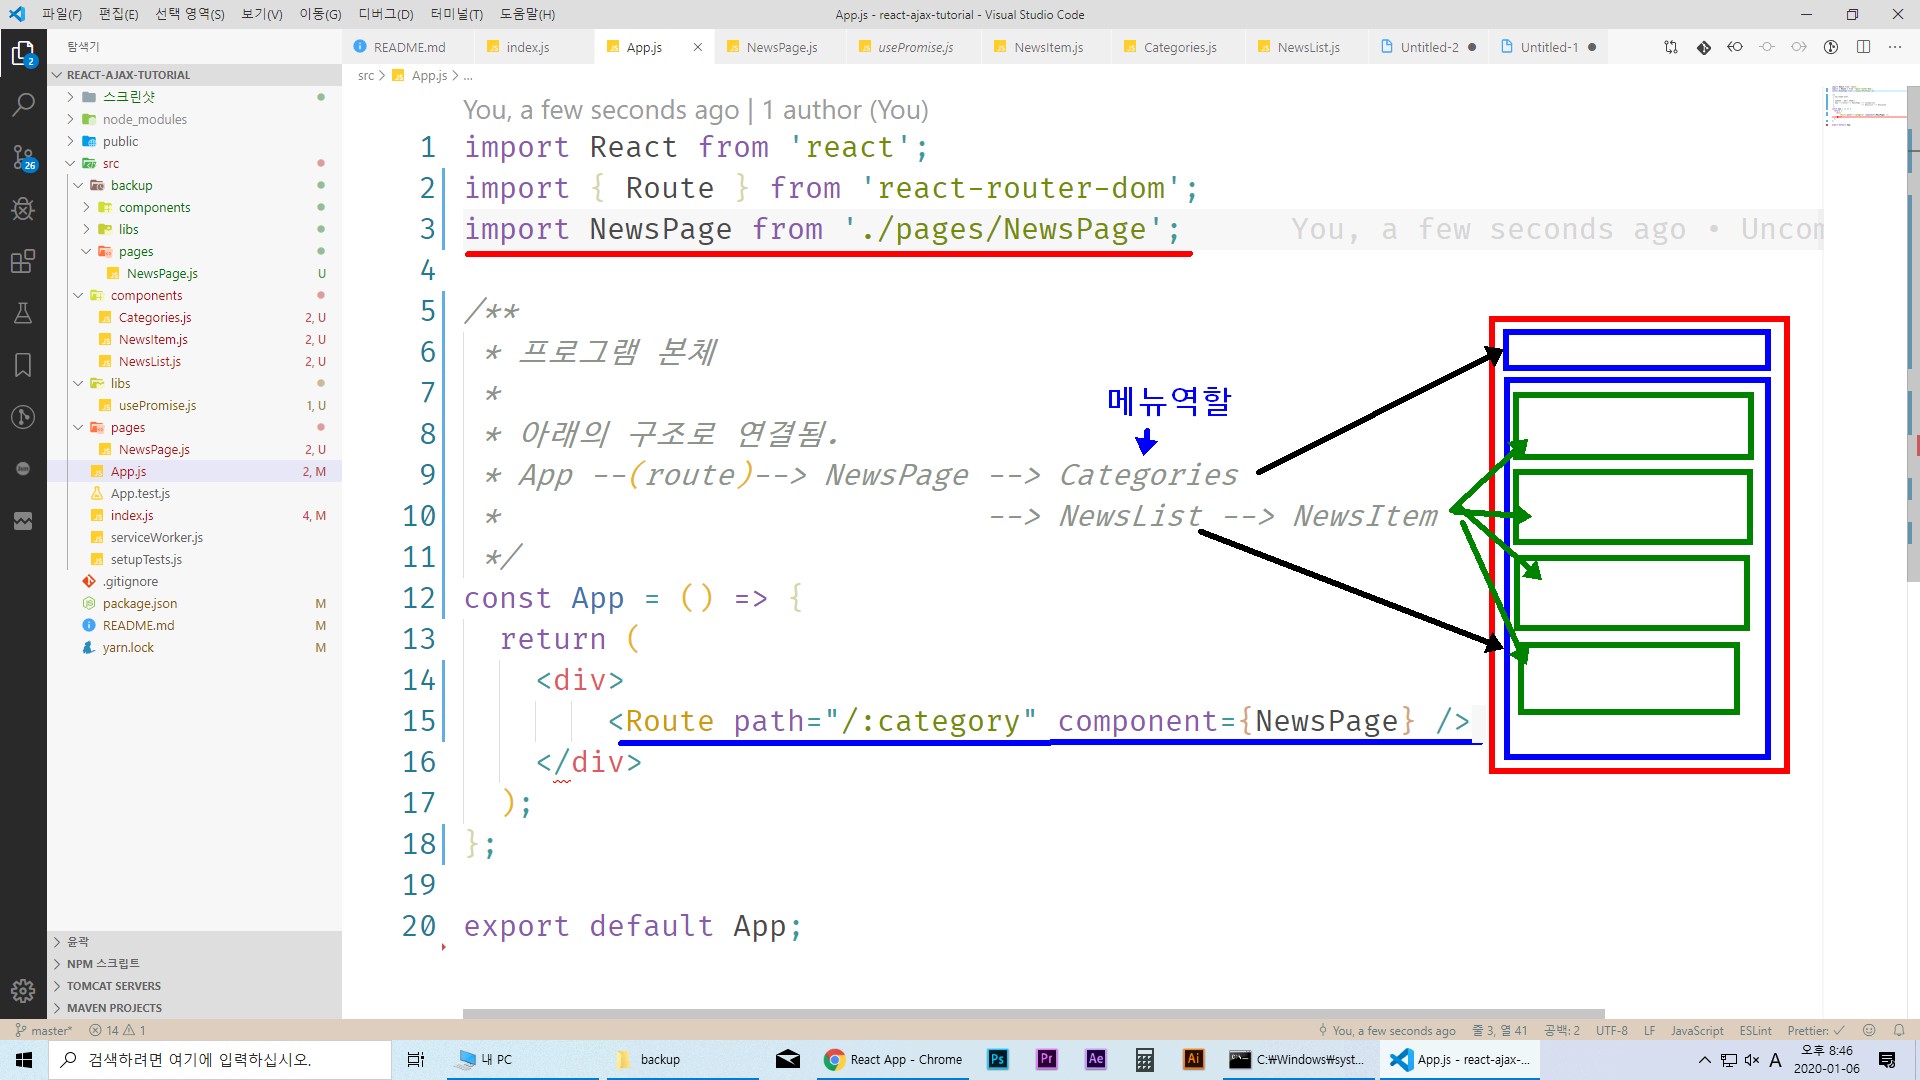 파일(F) 편집(E) 선택 영역(S) 보기(V) 이동(G) 디버그(D) 터미널(T) 도움말(H) App.js - react-ajax-tutorial - Visual Studio Code
탐색기
README.md index.js App.js NewsPage.js usePromise.js NewsItem.js Categories.js NewsList.js Untitled-2 Untitled-1
REACT-AJAX-TUTORIAL
스크린샷
node_modules
public
src
backup
components
libs
pages
NewsPage.js U
components
Categories.js 2, U
NewsItem.js 2, U
NewsList.js 2, U
libs
usePromise.js 1, U
pages
NewsPage.js 2, U
App.js 2, M
App.test.js
index.js 4, M
serviceWorker.js
setupTests.js
.gitignore
package.json M
README.md M
yarn.lock M
윤곽
NPM 스크립트
TOMCAT SERVERS
MAVEN PROJECTS
2
26
src > App.js > ...
You, a few seconds ago | 1 author (You)
1 import React from 'react';
2 import { Route } from 'react-router-dom';
3 import NewsPage from './pages/NewsPage'; You, a few seconds ago • Uncom
4
5 /**
6 * 프로그램 본체
7 *
메뉴역할
8 * 아래의 구조로 연결됨.
9 * App --(route)--> NewsPage --> Categories
10 * --> NewsList --> NewsItem
11 */
12 const App = () => {
13 return (
14 <div>
15 <Route path="/:category" component={NewsPage} />
16 </div>
17 );
18 };
19
20 export default App;
master* 14 1 You, a few seconds ago 줄 3, 열 41 공백: 2 UTF-8 LF JavaScript ESLint Prettier: ✓
검색하려면 여기에 입력하십시오. 내 PC backup React App - Chrome Ps Pr Ae Ai C:₩Windows₩syst... App.js - react-ajax-... A 오후 8:46
2020-01-06